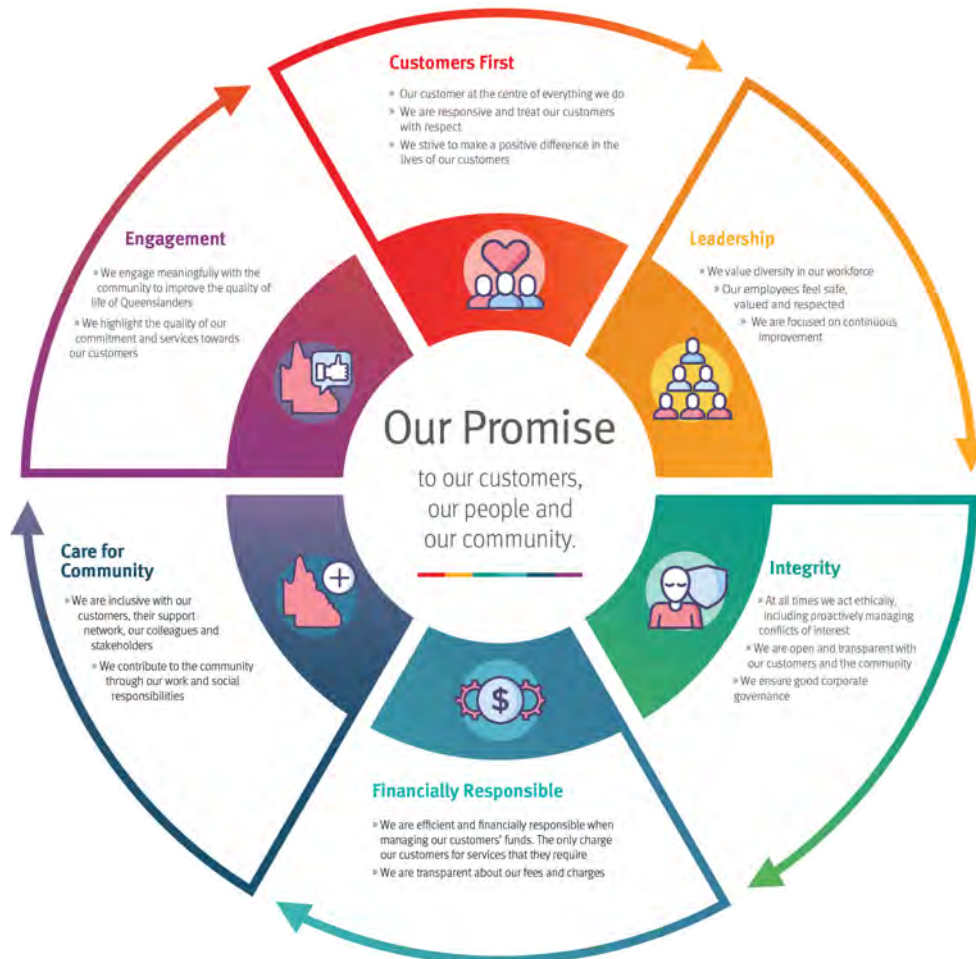 Customers First
» Our customer at the centre of everything we do
» We are responsive and treat our customers
with respect
» We strive to make a positive difference in the
lives of our customers
Leadership
» We value diversity in our workforce
» Our employees feel safe,
valued and respected
» We are focused on continuous
improvement
Integrity
» At all times we act ethically,
including proactively managing
conflicts of interest
» We are open and transparent with
our customers and the community
» We ensure good corporate
governance
Financially Responsible
» We are efficient and financially responsible when
managing our customers' funds. The only charge
our customers for services that they require
» We are transparent about our fees and charges
Care for
Community
» We are inclusive with our
customers, their support
network, our colleagues and
stakeholders
» We contribute to the community
through our work and social
responsibilities
Engagement
» We engage meaningfully with the
community to improve the quality of
life of Queenslanders
» We highlight the quality of our
commitment and services towards
our customers
Our Promise
to our customers,
our people and
our community.
$